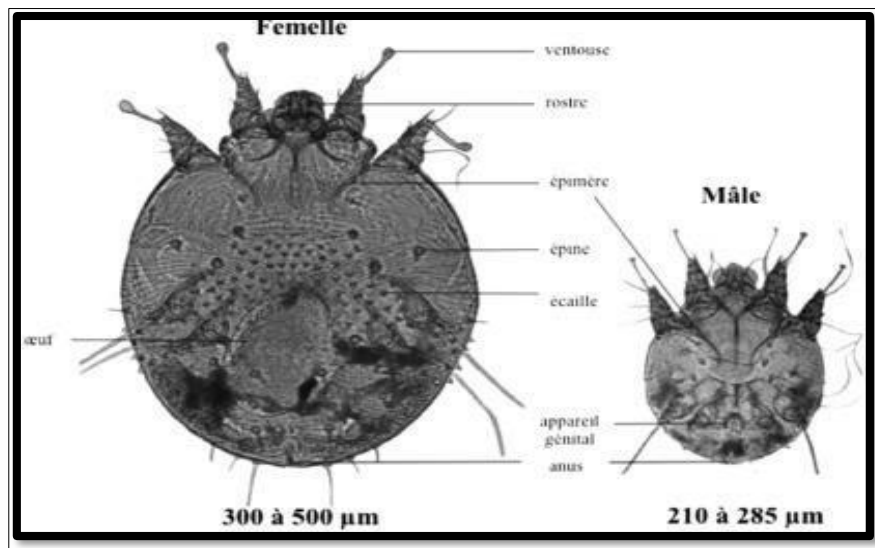 Femelle
ventouse
rostre
épimère
Mâle
épine
écaille
œuf
appareil
génital
anus
300 à 500 µm
210 à 285 µm